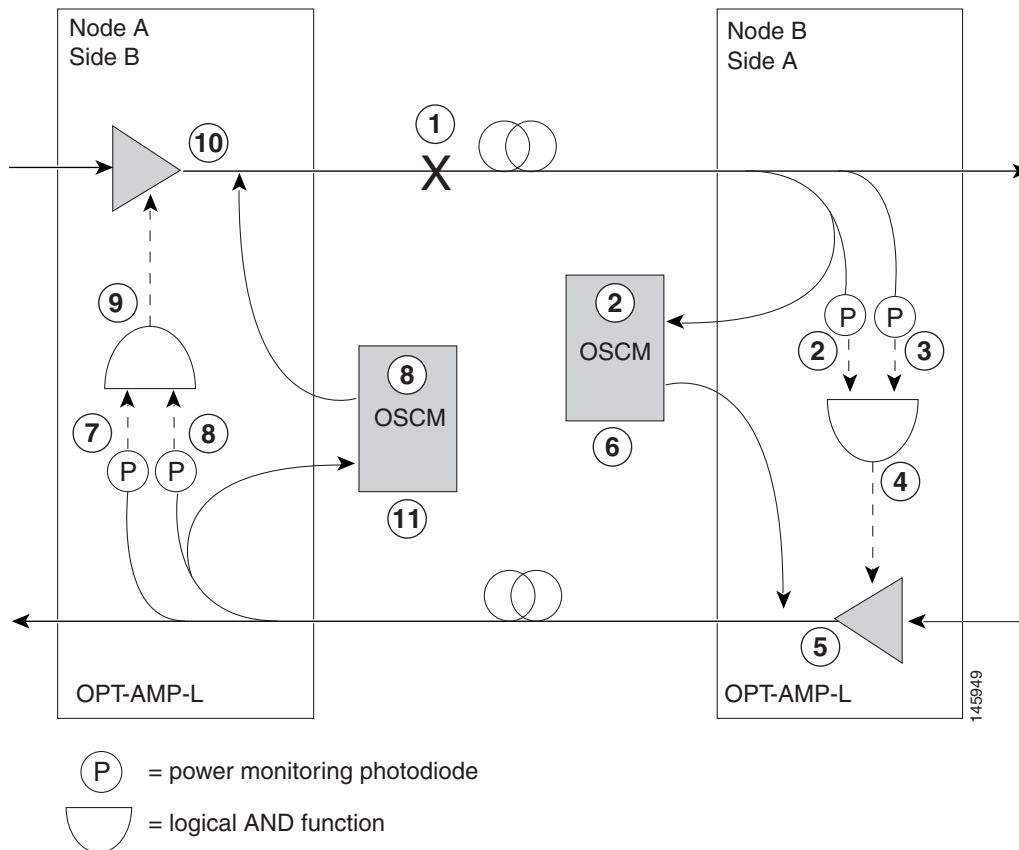 Node A
Side B
Node B
Side A
10
1
9
2
OSCM
P
P
2
3
8
OSCM
7
8
6
4
P
P
11
5
OPT-AMP-L
OPT-AMP-L
145949
P = power monitoring photodiode
= logical AND function